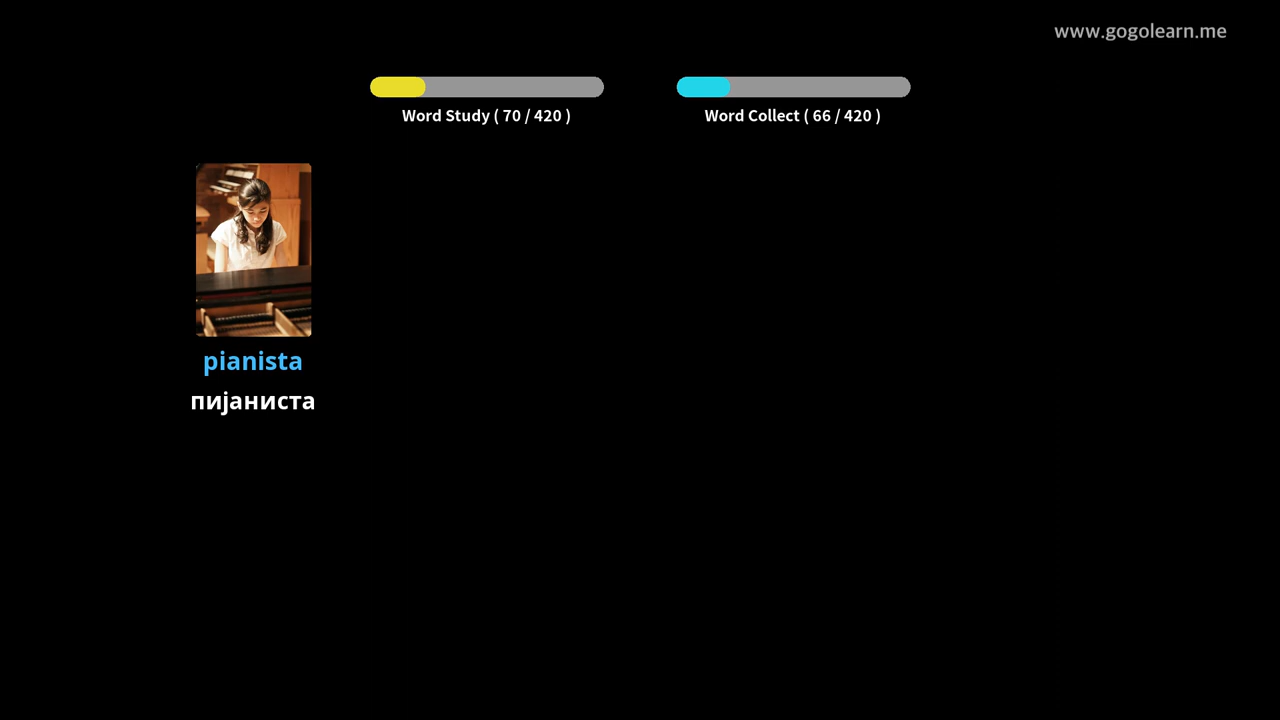 www.gogolearn.me
Word Study ( 70 / 420 )
Word Collect ( 66 / 420 )
pianista
пијаниста